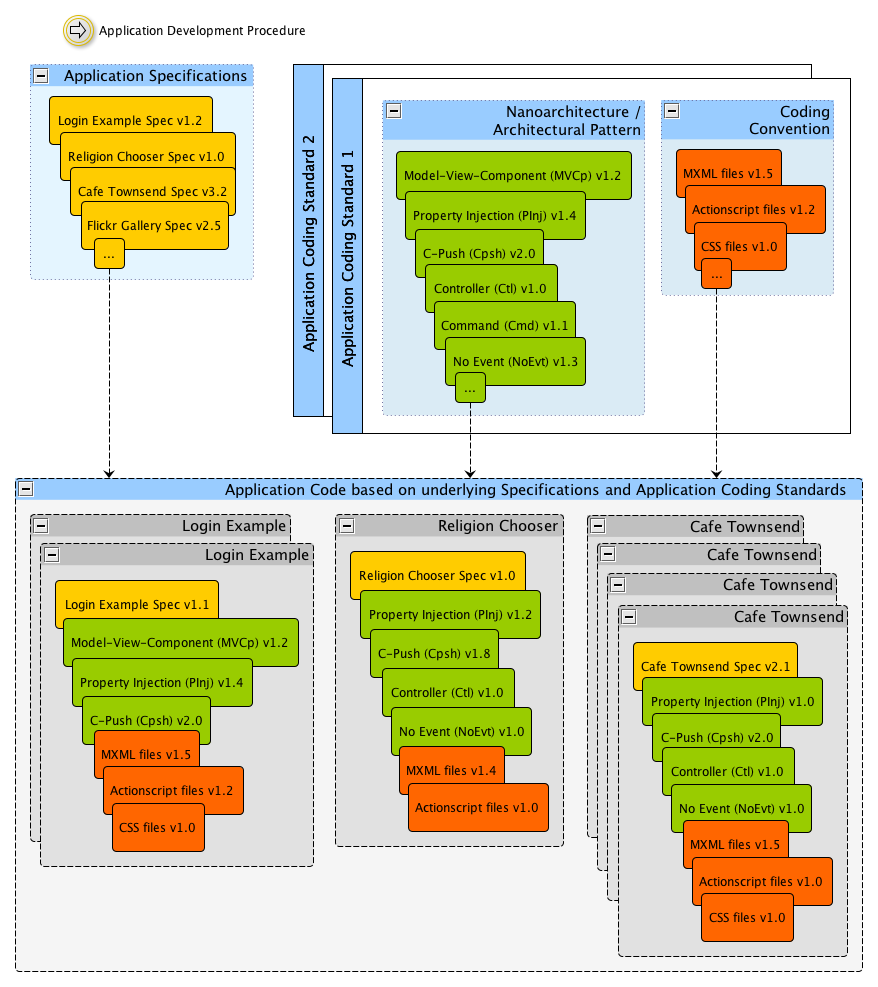 Application Development Procedure
Application Specifications
Login Example Spec v1.2
Religion Chooser Spec v1.0
Cafe Townsend Spec v3.2
Flickr Gallery Spec v2.5
...
Application Coding Standard 2
Application Coding Standard 1
Nanoarchitecture /
Architectural Pattern
Model-View-Component (MVCp) v1.2
Property Injection (PInj) v1.4
C-Push (Cpsh) v2.0
Controller (Ctl) v1.0
Command (Cmd) v1.1
No Event (NoEvt) v1.3
...
Coding
Convention
MXML files v1.5
Actionscript files v1.2
CSS files v1.0
...
Application Code based on underlying Specifications and Application Coding Standards
Login Example
Login Example
Login Example Spec v1.1
Model-View-Component (MVCp) v1.2
Property Injection (PInj) v1.4
C-Push (Cpsh) v2.0
MXML files v1.5
Actionscript files v1.2
CSS files v1.0
Religion Chooser
Religion Chooser Spec v1.0
Property Injection (PInj) v1.2
C-Push (Cpsh) v1.8
Controller (Ctl) v1.0
No Event (NoEvt) v1.0
MXML files v1.4
Actionscript files v1.0
Cafe Townsend
Cafe Townsend
Cafe Townsend
Cafe Townsend
Cafe Townsend Spec v2.1
Property Injection (PInj) v1.0
C-Push (Cpsh) v2.0
Controller (Ctl) v1.0
No Event (NoEvt) v1.0
MXML files v1.5
Actionscript files v1.0
CSS files v1.0